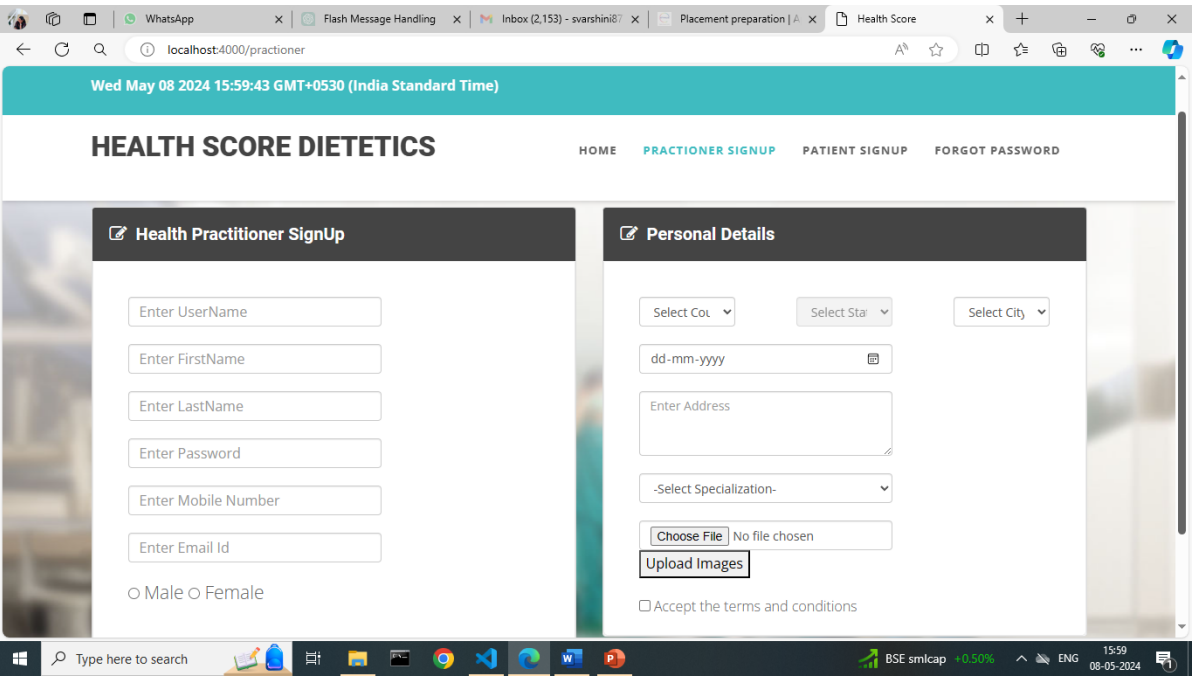 WhatsApp
Flash Message Handling
Inbox (2,153) - svarshini87
Placement preparation | A
Health Score
localhost:4000/practioner
Wed May 08 2024 15:59:43 GMT+0530 (India Standard Time)
HEALTH SCORE DIETETICS
HOME PRACTIONER SIGNUP PATIENT SIGNUP FORGOT PASSWORD
Health Practitioner SignUp
Enter UserName
Enter FirstName
Enter LastName
Enter Password
Enter Mobile Number
Enter Email Id
Male Female
Personal Details
Select Cou Select Stat Select City
dd-mm-yyyy
Enter Address
-Select Specialization-
Choose File No file chosen
Upload Images
Accept the terms and conditions
Type here to search
BSE smlcap +0.50%
ENG
15:59
08-05-2024